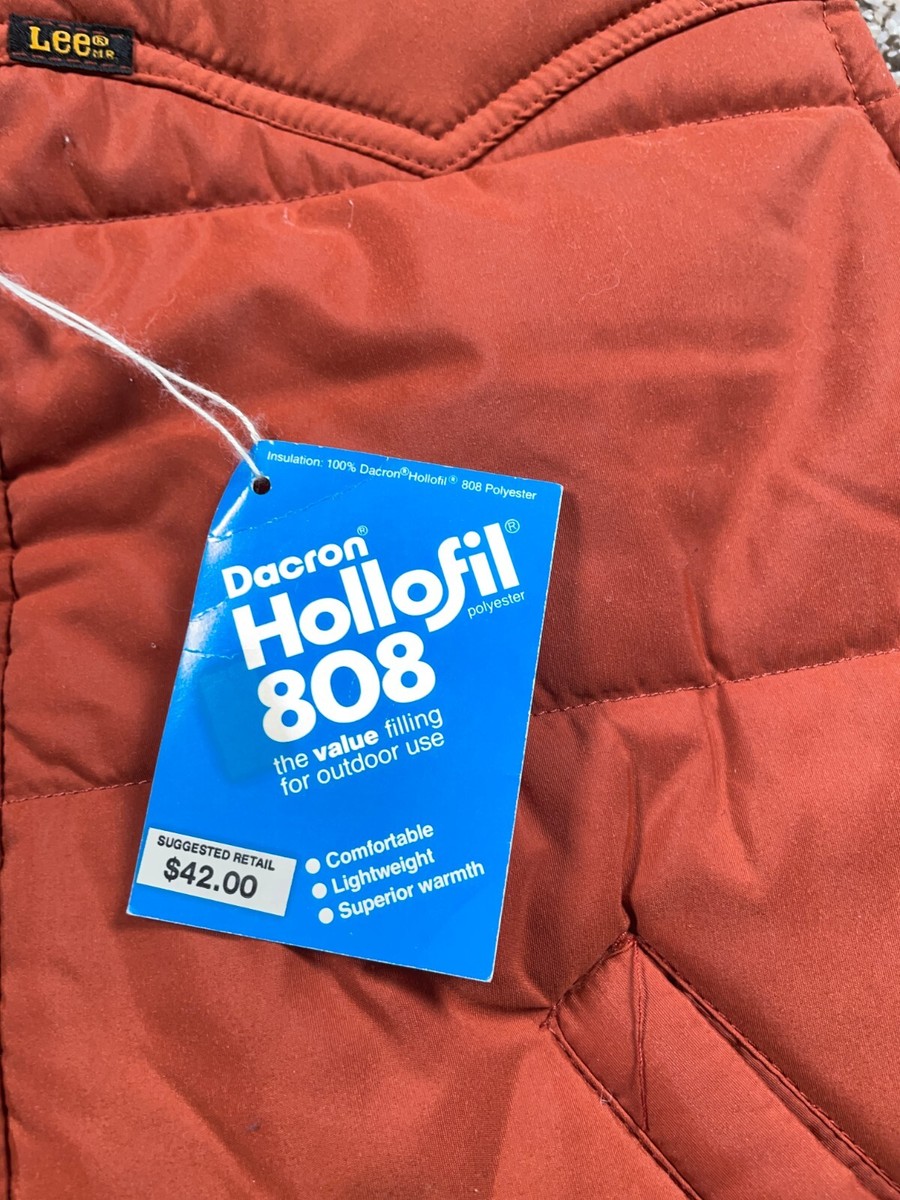 Lee® MR
Insulation: 100% Dacron® Hollofil® 808 Polyester
Dacron®
Hollofil®
polyester
808
the value filling
for outdoor use
SUGGESTED RETAIL
$42.00
● Comfortable
● Lightweight
● Superior warmth